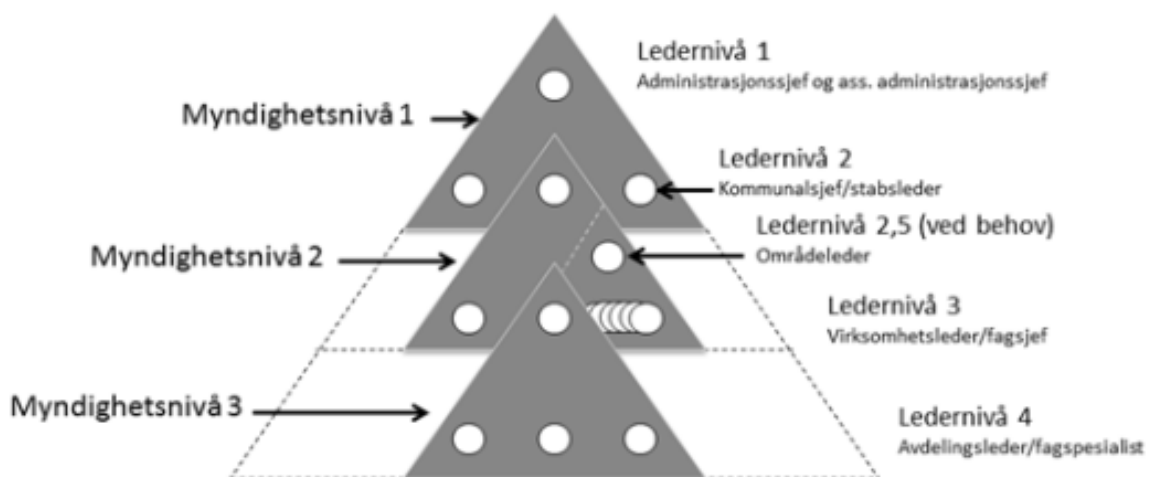 Ledernivå 1
Administrasjonssjef og ass. administrasjonssjef
Myndighetsnivå 1
Ledernivå 2
Kommunalsjef/stabsleder
Ledernivå 2,5 (ved behov)
Områdeleder
Myndighetsnivå 2
Ledernivå 3
Virksomhetsleder/fagsjef
Myndighetsnivå 3
Ledernivå 4
Avdelingsleder/fagspesialist